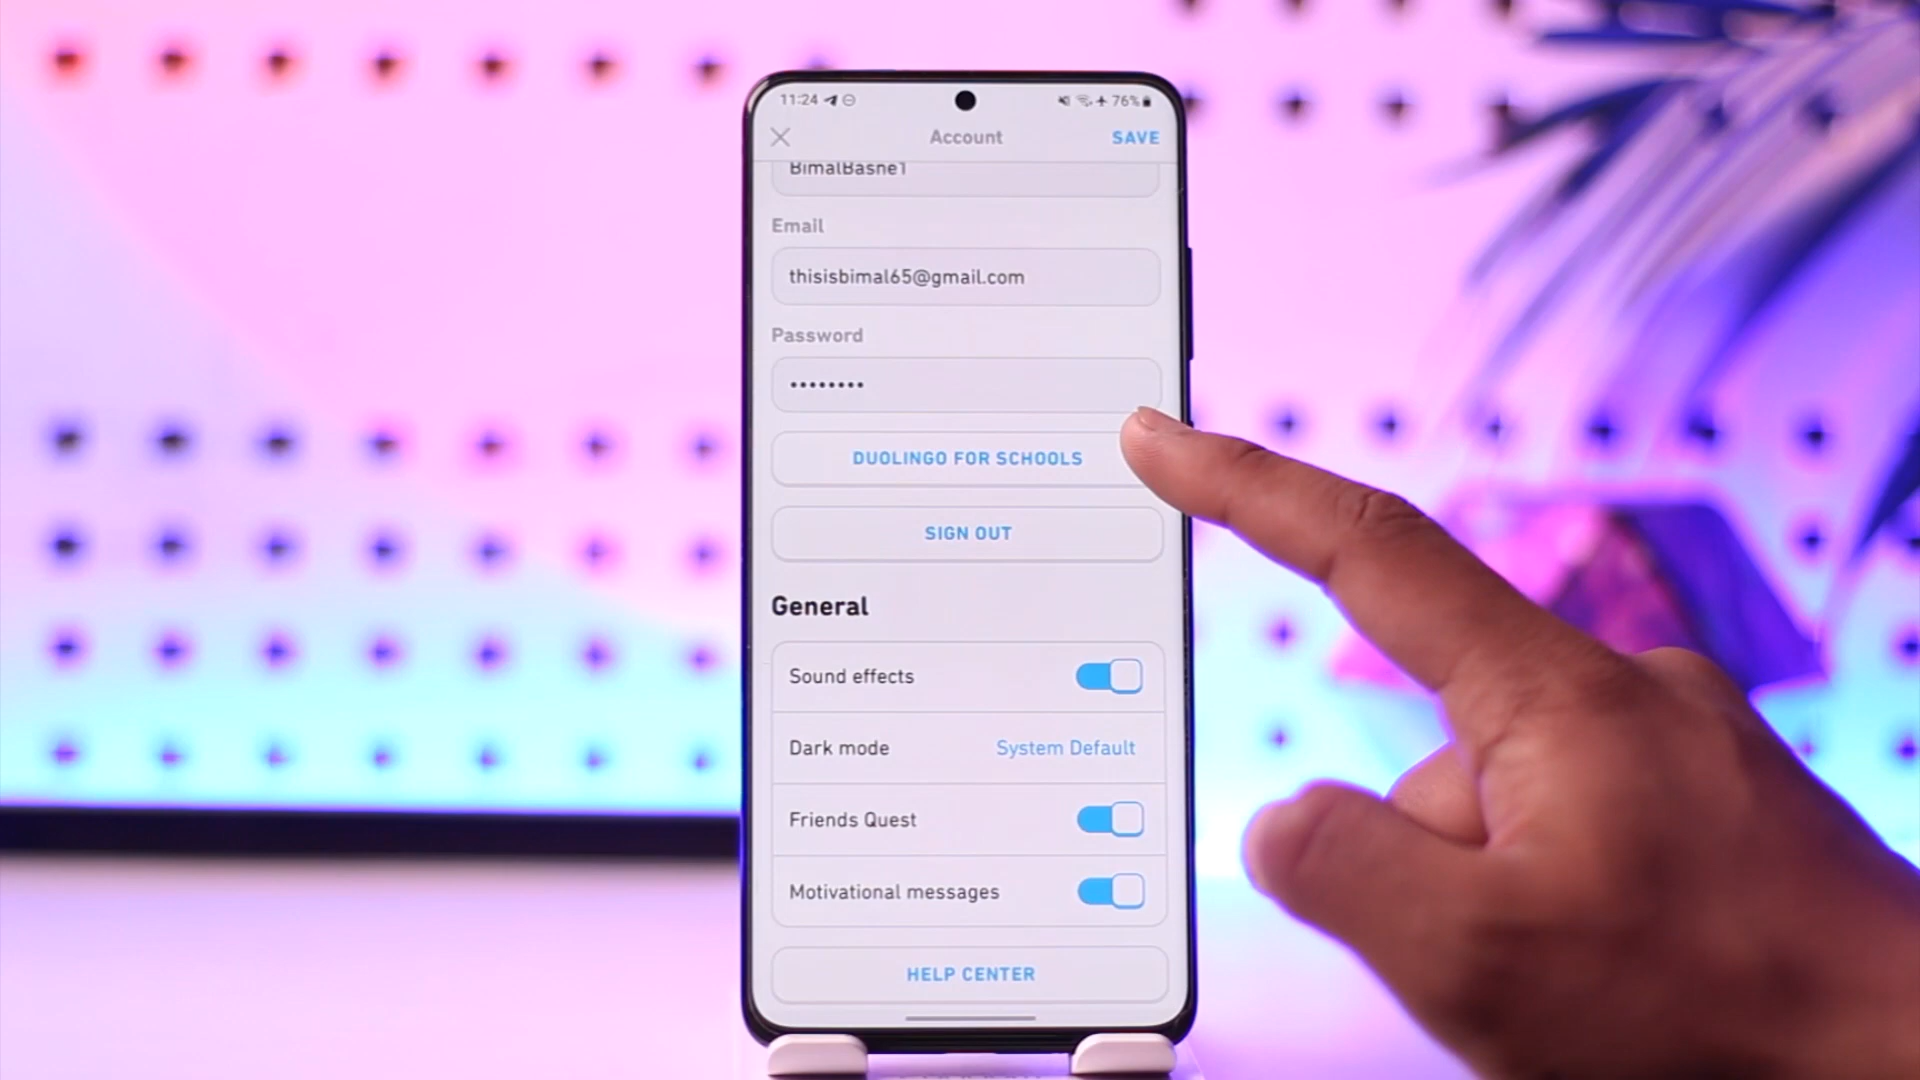 11:24 76%
Account SAVE
BimalBasne1
Email
thisisbimal65@gmail.com
Password
••••••••
DUOLINGO FOR SCHOOLS
SIGN OUT
General
Sound effects
Dark mode System Default
Friends Quest
Motivational messages
HELP CENTER